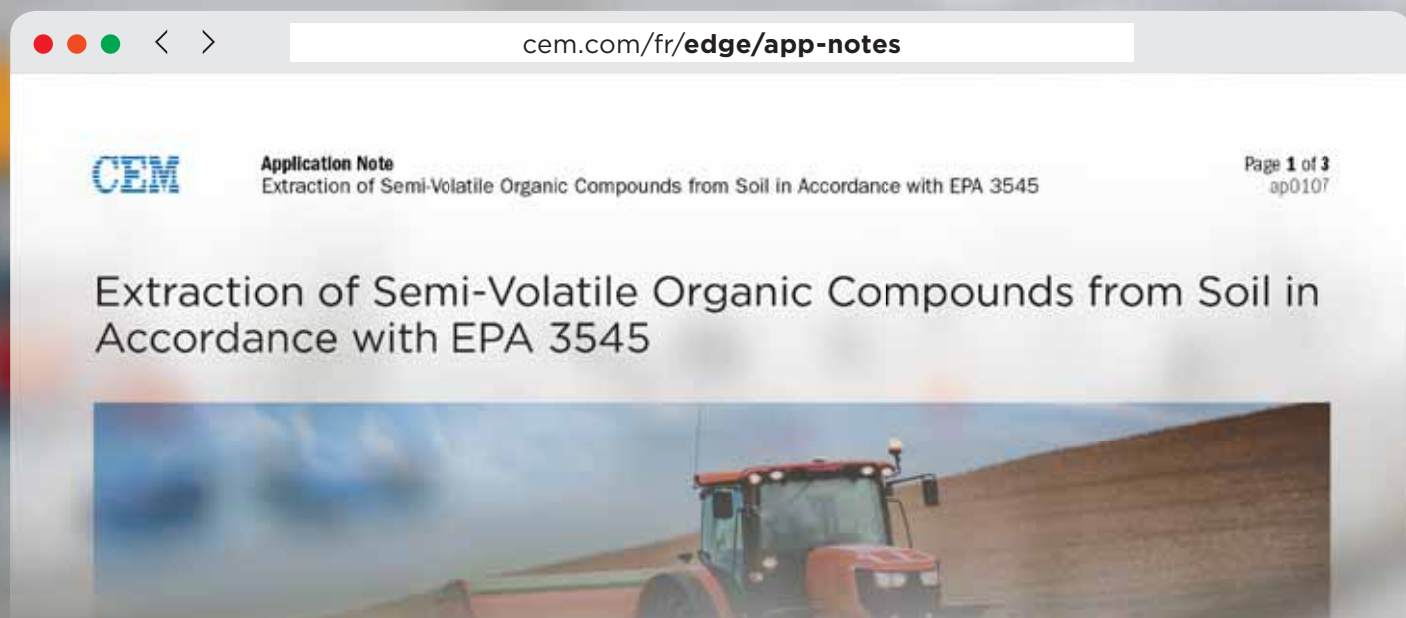 cem.com/fr/edge/app-notes
CEM
Application Note
Extraction of Semi-Volatile Organic Compounds from Soil in Accordance with EPA 3545
Page 1 of 3
ap0107
Extraction of Semi-Volatile Organic Compounds from Soil in
Accordance with EPA 3545